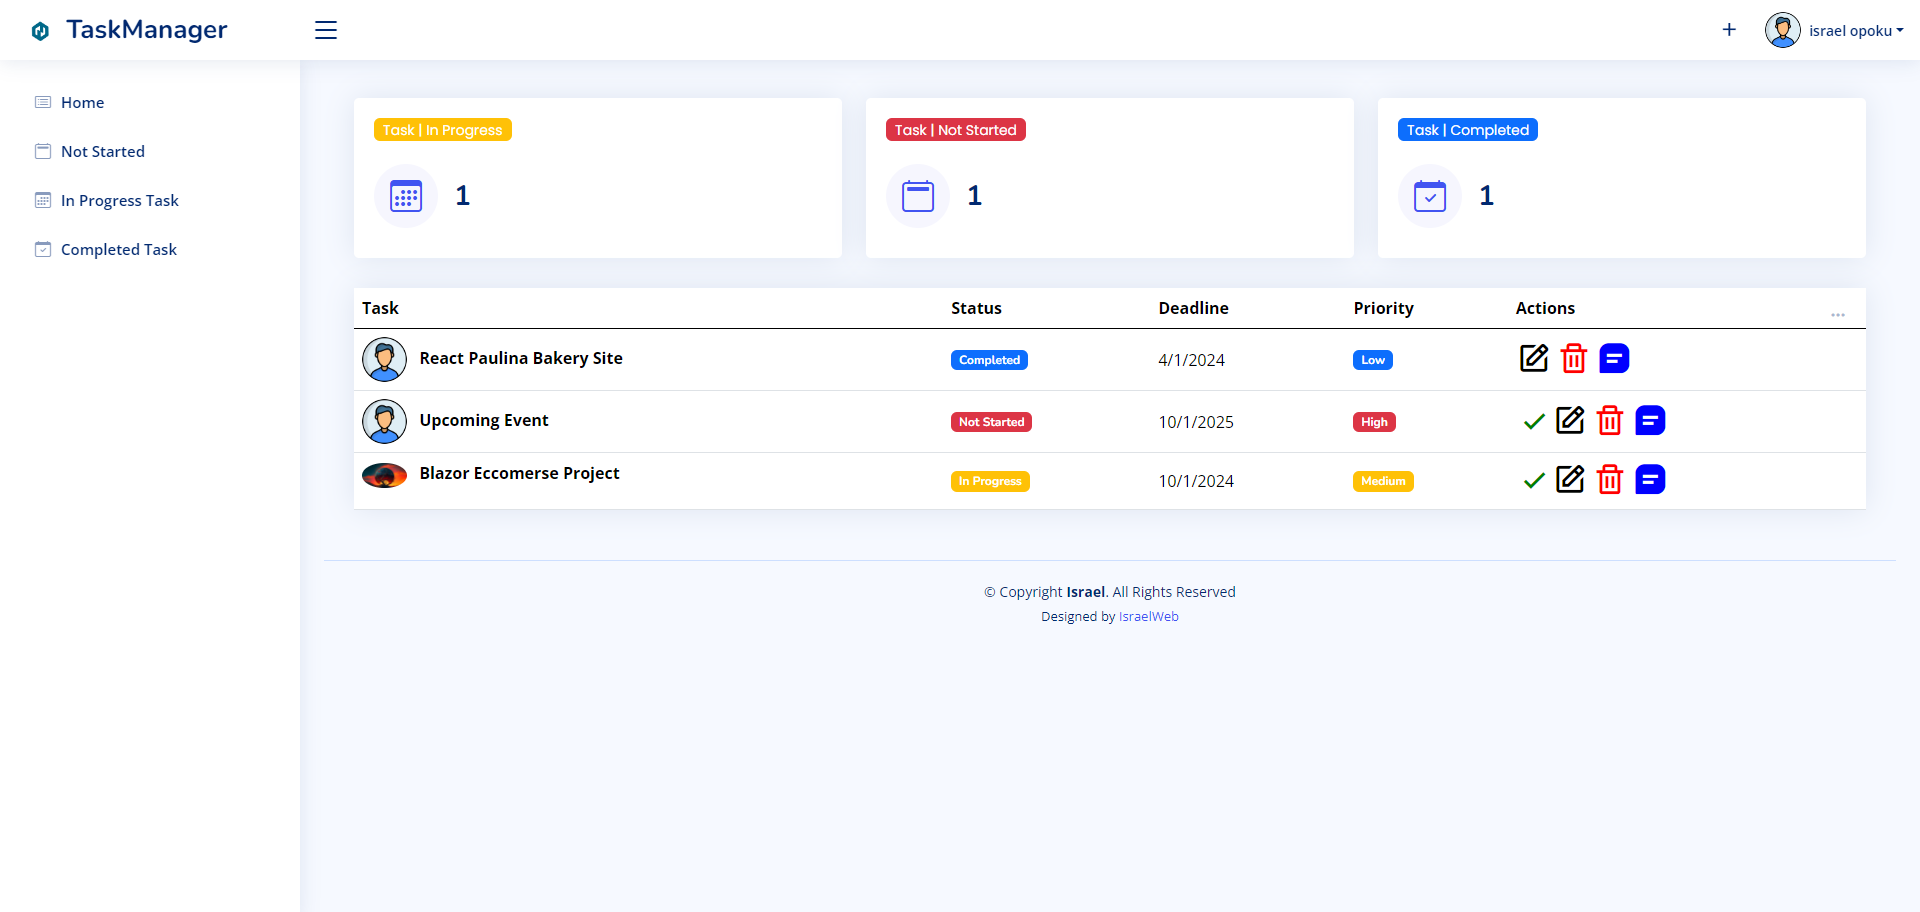 TaskManager
+
israel opoku
Home
Not Started
In Progress Task
Completed Task
Task | In Progress
1
Task | Not Started
1
Task | Completed
1
Task Status Deadline Priority Actions ...
React Paulina Bakery Site Completed 4/1/2024 Low
Upcoming Event Not Started 10/1/2025 High
Blazor Eccomerse Project In Progress 10/1/2024 Medium
© Copyright Israel. All Rights Reserved
Designed by IsraelWeb